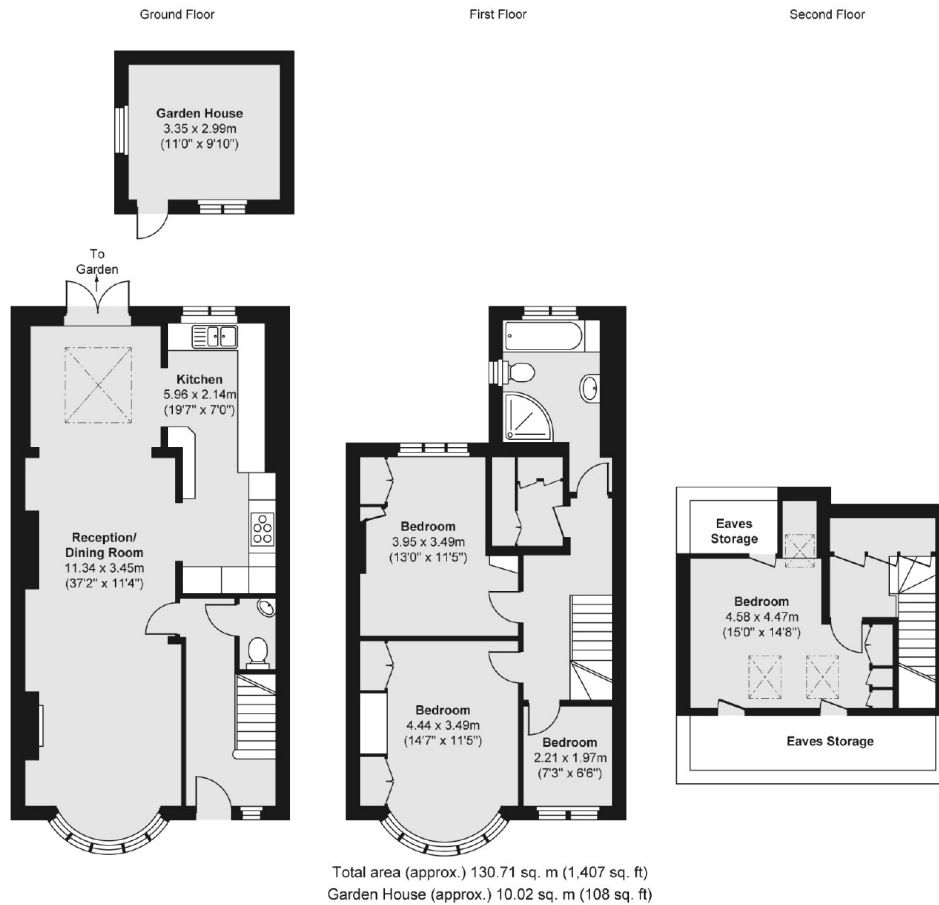 Ground Floor
First Floor
Second Floor
Garden House
3.35 x 2.99m
(11'0" x 9'10")
To
Garden
Kitchen
5.96 x 2.14m
(19'7" x 7'0")
Reception/
Dining Room
11.34 x 3.45m
(37'2" x 11'4")
Bedroom
3.95 x 3.49m
(13'0" x 11'5")
Bedroom
4.44 x 3.49m
(14'7" x 11'5")
Bedroom
2.21 x 1.97m
(7'3" x 6'6")
Eaves
Storage
Bedroom
4.58 x 4.47m
(15'0" x 14'8")
Eaves Storage
Total area (approx.) 130.71 sq. m (1,407 sq. ft)
Garden House (approx.) 10.02 sq. m (108 sq. ft)